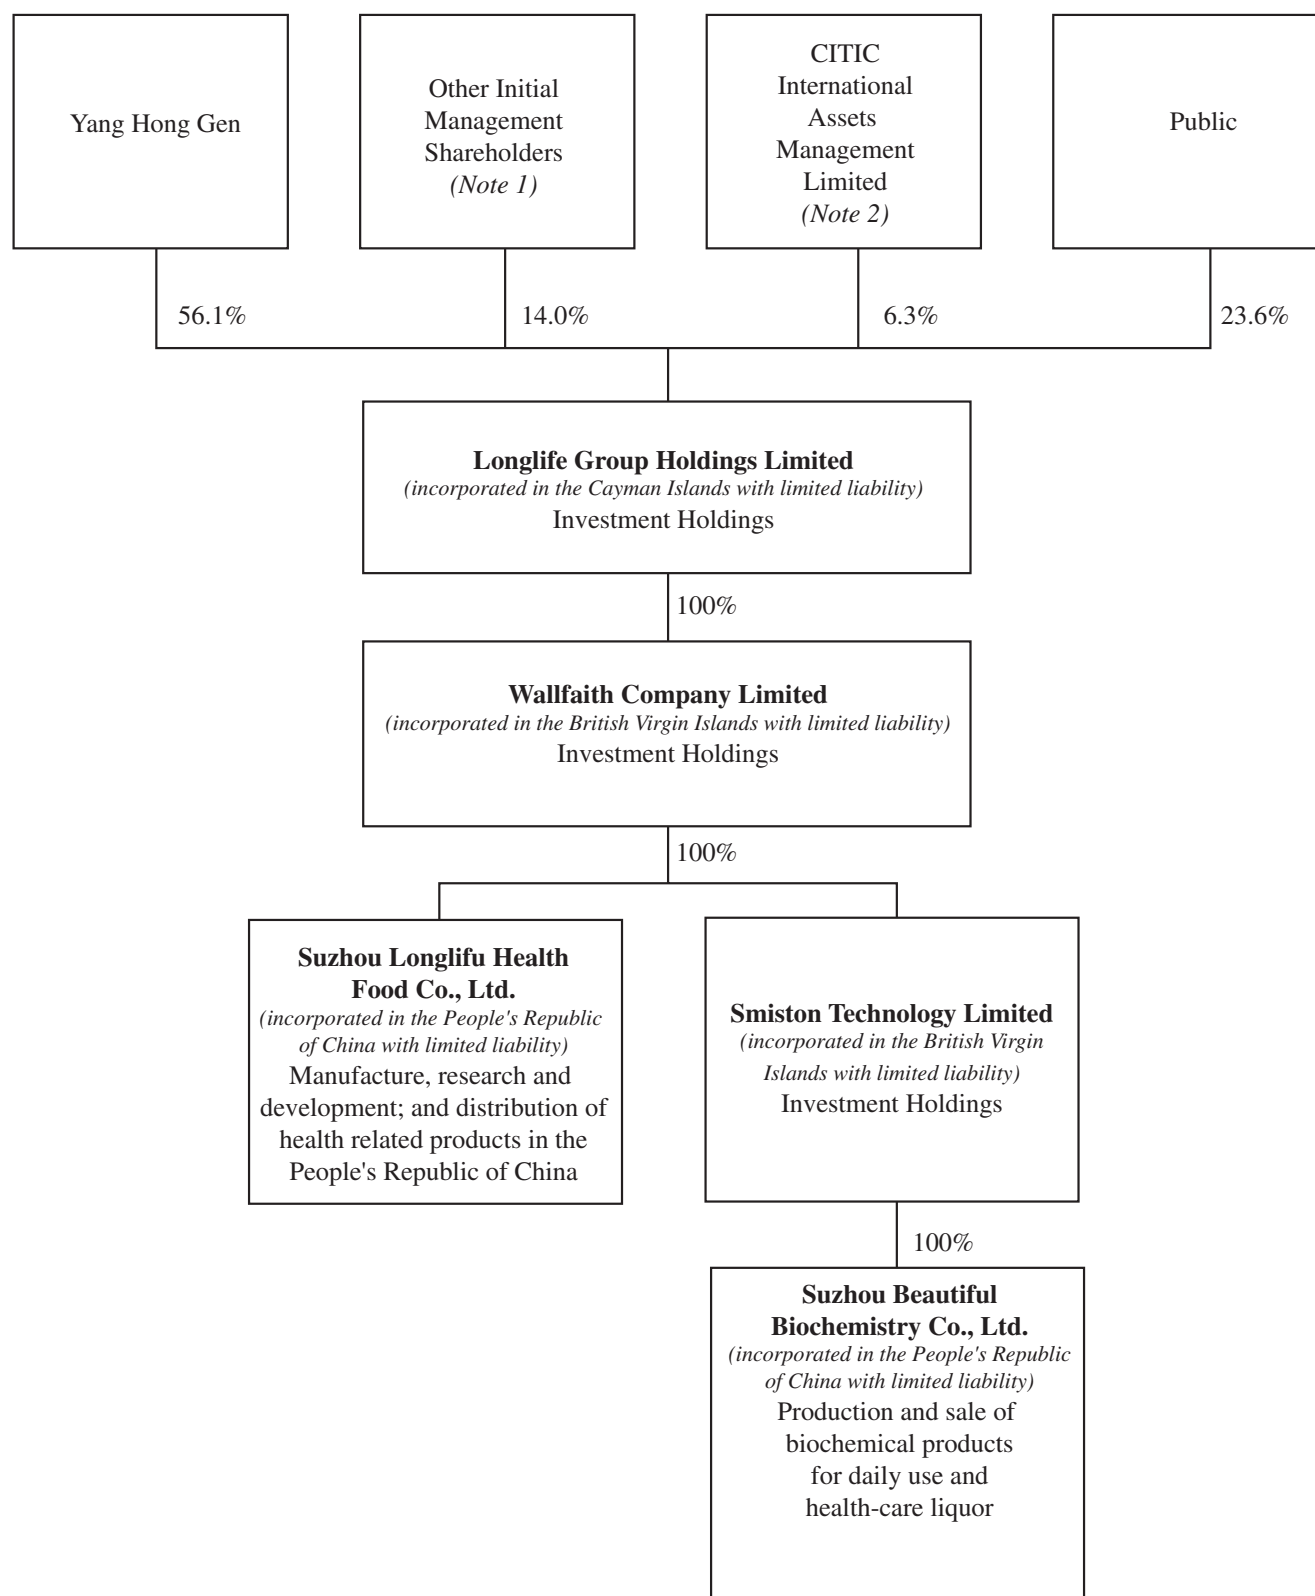 Yang Hong Gen
Other Initial
Management
Shareholders
(Note 1)
CITIC
International
Assets
Management
Limited
(Note 2)
Public
56.1%
14.0%
6.3%
23.6%
Longlife Group Holdings Limited
(incorporated in the Cayman Islands with limited liability)
Investment Holdings
100%
Wallfaith Company Limited
(incorporated in the British Virgin Islands with limited liability)
Investment Holdings
100%
Suzhou Longlifu Health
Food Co., Ltd.
(incorporated in the People's Republic
of China with limited liability)
Manufacture, research and
development; and distribution of
health related products in the
People's Republic of China
Smiston Technology Limited
(incorporated in the British Virgin
Islands with limited liability)
Investment Holdings
100%
Suzhou Beautiful
Biochemistry Co., Ltd.
(incorporated in the People's Republic
of China with limited liability)
Production and sale of
biochemical products
for daily use and
health-care liquor